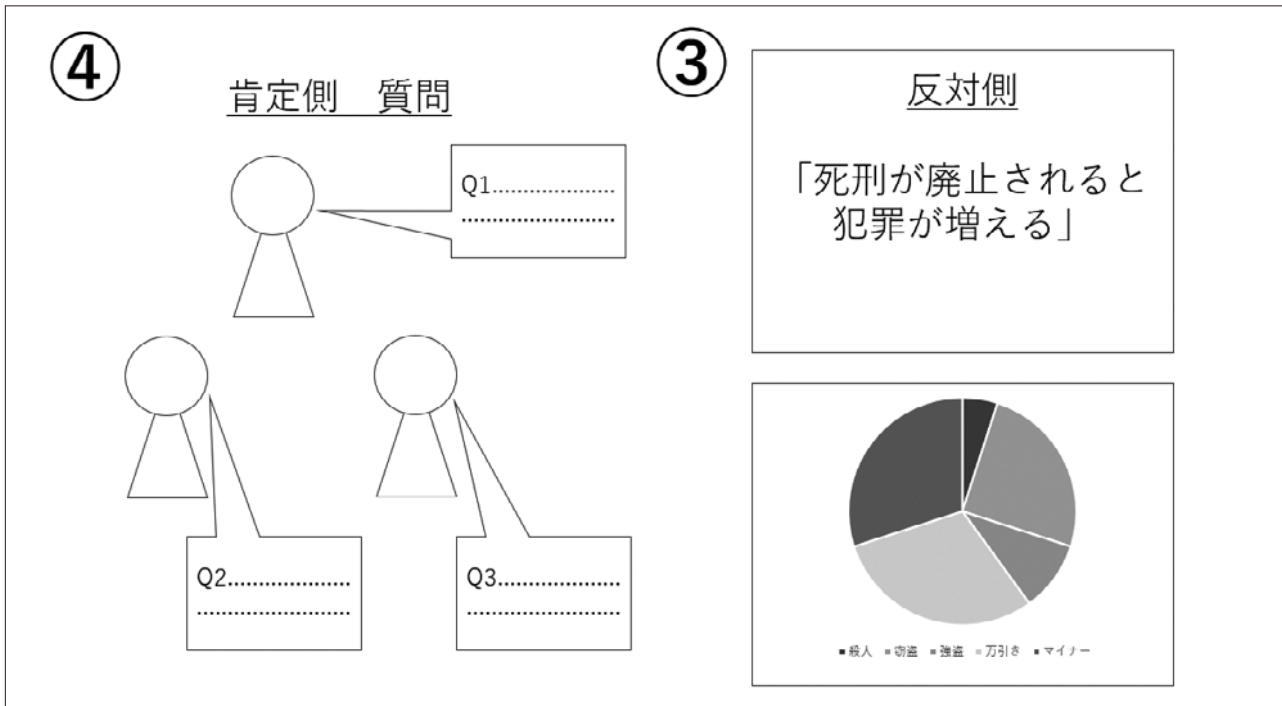 ④
肯定側 質問
Q1....................
.........................
Q2....................
.........................
Q3....................
.........................
③
反対側
「死刑が廃止されると
犯罪が増える」
■殺人 ■窃盗 ■強盗 ■万引き ■マイナー